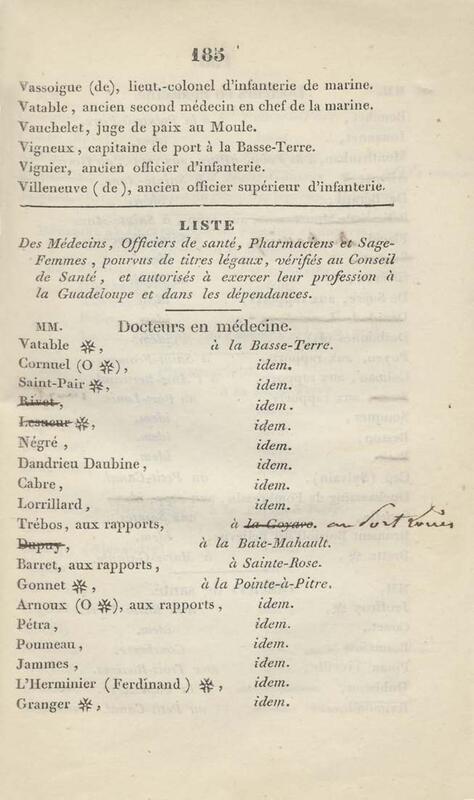 185
Vassoigue (de), lieut.-colonel d'infanterie de marine.
Vatable, ancien second médecin en chef de la marine.
Vauchelet, juge de paix au Moule.
Vigneux, capitaine de port à la Basse-Terre.
Viguier, ancien officier d'infanterie.
Villeneuve (de), ancien officier supérieur d'infanterie.
LISTE
Des Médecins, Officiers de santé, Pharmaciens et Sage-
Femmes, pourvus de titres légaux, vérifiés au Conseil
de Santé, et autorisés à exercer leur profession à
la Guadeloupe et dans les dépendances.
MM. Docteurs en médecine.
Vatable ✻, à la Basse-Terre.
Cornuel (O ✻), idem.
Saint-Pair ✻, idem.
Rivet, idem.
Lesueur ✻, idem.
Négré, idem.
Dandrieu Daubine, idem.
Cabre, idem.
Lorrillard, idem.
Trébos, aux rapports, à la Goyave. au Port Louis
Dupuy, à la Baie-Mahault.
Barret, aux rapports, à Sainte-Rose.
Gonnet ✻, à la Pointe-à-Pitre.
Arnoux (O ✻), aux rapports, idem.
Pétra, idem.
Poumeau, idem.
Jammes, idem.
L'Herminier (Ferdinand) ✻, idem.
Granger ✻, idem.